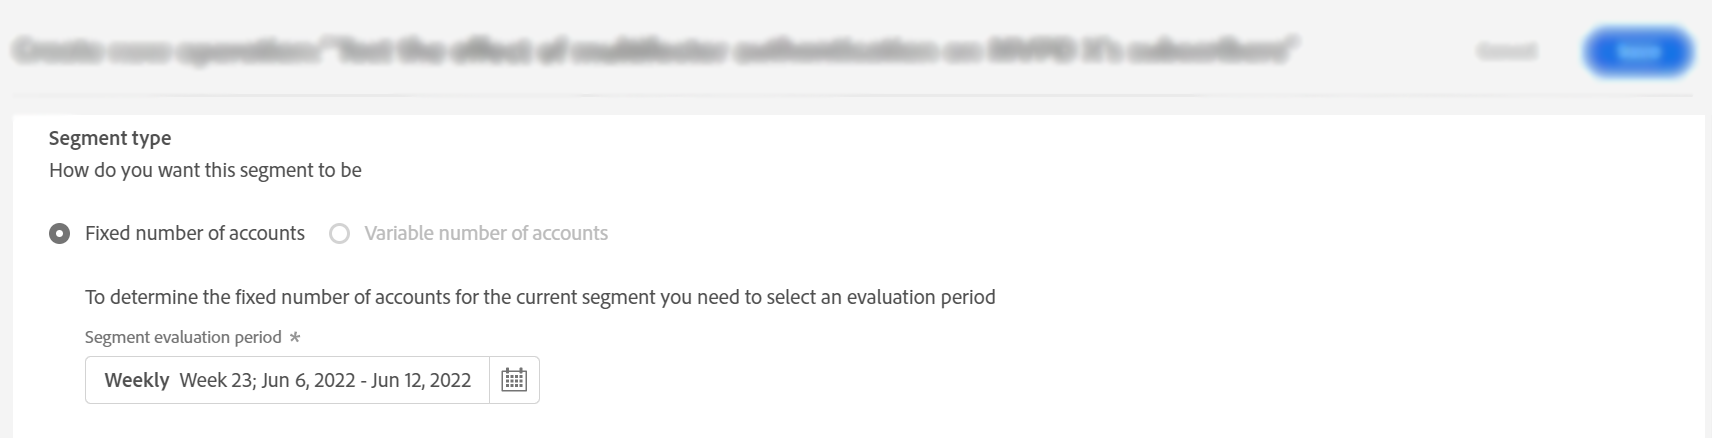 Segment type
How do you want this segment to be
Fixed number of accounts Variable number of accounts
To determine the fixed number of accounts for the current segment you need to select an evaluation period
Segment evaluation period *
Weekly Week 23; Jun 6, 2022 - Jun 12, 2022